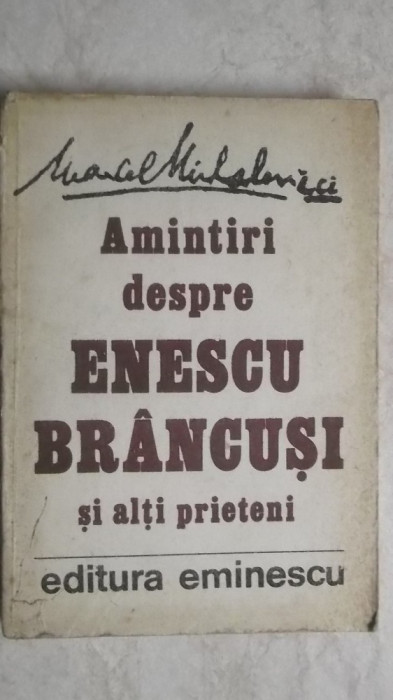 Marcel Mihalovici
Amintiri
despre
ENESCU
BRÂNCUȘI
și alți prieteni
editura eminescu